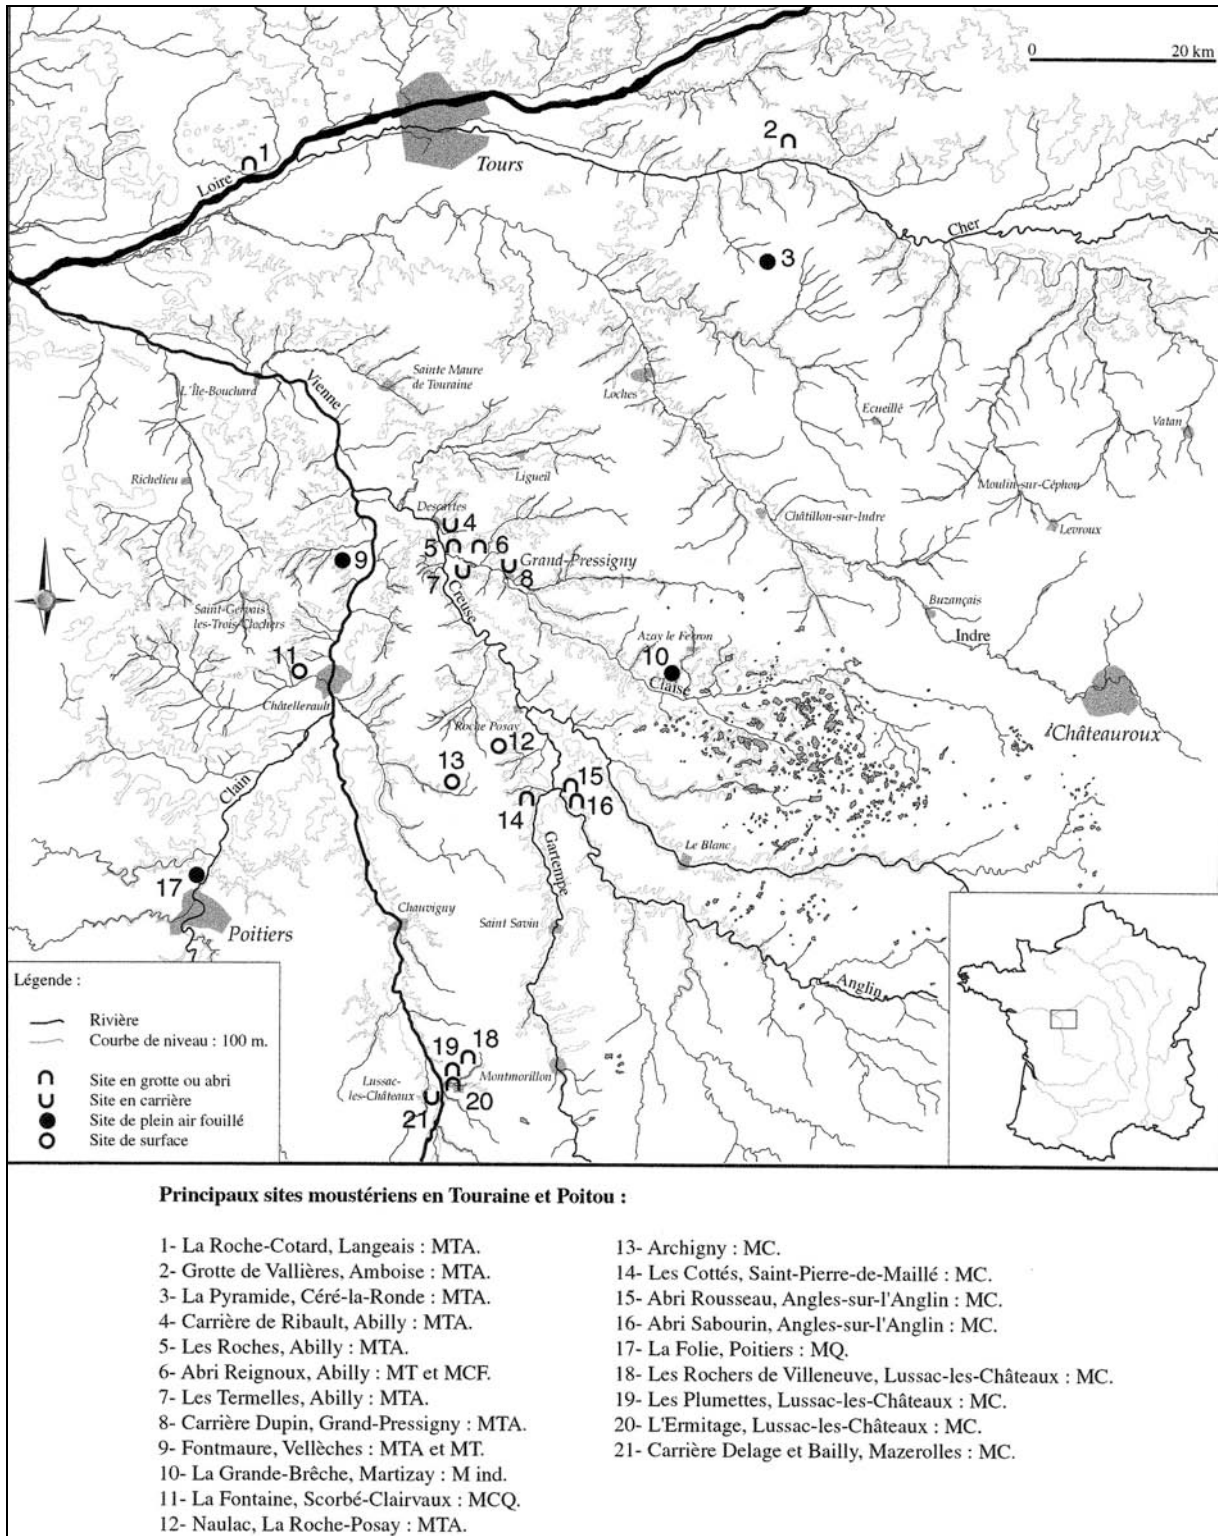 0 20 km
2
1
Tours
Loire
Cher
3
Vienne
Sainte Maure
de Touraine
L'Île-Bouchard
Loches
Ecueillé
Vatan
Richelieu
Ligueil
Moulin-sur-Céphon
Descartes
4
Châtillon-sur-Indre
Levroux
5
6
9
Grand-Pressigny
7
8
Creuse
Saint-Gervais
les-Trois-Clochers
Buzançais
Indre
Azay le Ferron
11
10
Claise
Châtellerault
Châteauroux
Roche Posay
12
13
Clain
15
14
16
Gartempe
Le Blanc
17
Chauvigny
Saint Savin
Poitiers
Anglin
Légende :
Rivière
Courbe de niveau : 100 m.
Site en grotte ou abri
Site en carrière
Site de plein air fouillé
Site de surface
18
19
Lussac-
les-Châteaux
Montmorillon
20
21
Principaux sites moustériens en Touraine et Poitou :
1- La Roche-Cotard, Langeais : MTA.
2- Grotte de Vallières, Amboise : MTA.
3- La Pyramide, Céré-la-Ronde : MTA.
4- Carrière de Ribault, Abilly : MTA.
5- Les Roches, Abilly : MTA.
6- Abri Reignoux, Abilly : MT et MCF.
7- Les Termelles, Abilly : MTA.
8- Carrière Dupin, Grand-Pressigny : MTA.
9- Fontmaure, Vellèches : MTA et MT.
10- La Grande-Brêche, Martizay : M ind.
11- La Fontaine, Scorbé-Clairvaux : MCQ.
12- Naulac, La Roche-Posay : MTA.
13- Archigny : MC.
14- Les Cottés, Saint-Pierre-de-Maillé : MC.
15- Abri Rousseau, Angles-sur-l'Anglin : MC.
16- Abri Sabourin, Angles-sur-l'Anglin : MC.
17- La Folie, Poitiers : MQ.
18- Les Rochers de Villeneuve, Lussac-les-Châteaux : MC.
19- Les Plumettes, Lussac-les-Châteaux : MC.
20- L'Ermitage, Lussac-les-Châteaux : MC.
21- Carrière Delage et Bailly, Mazerolles : MC.